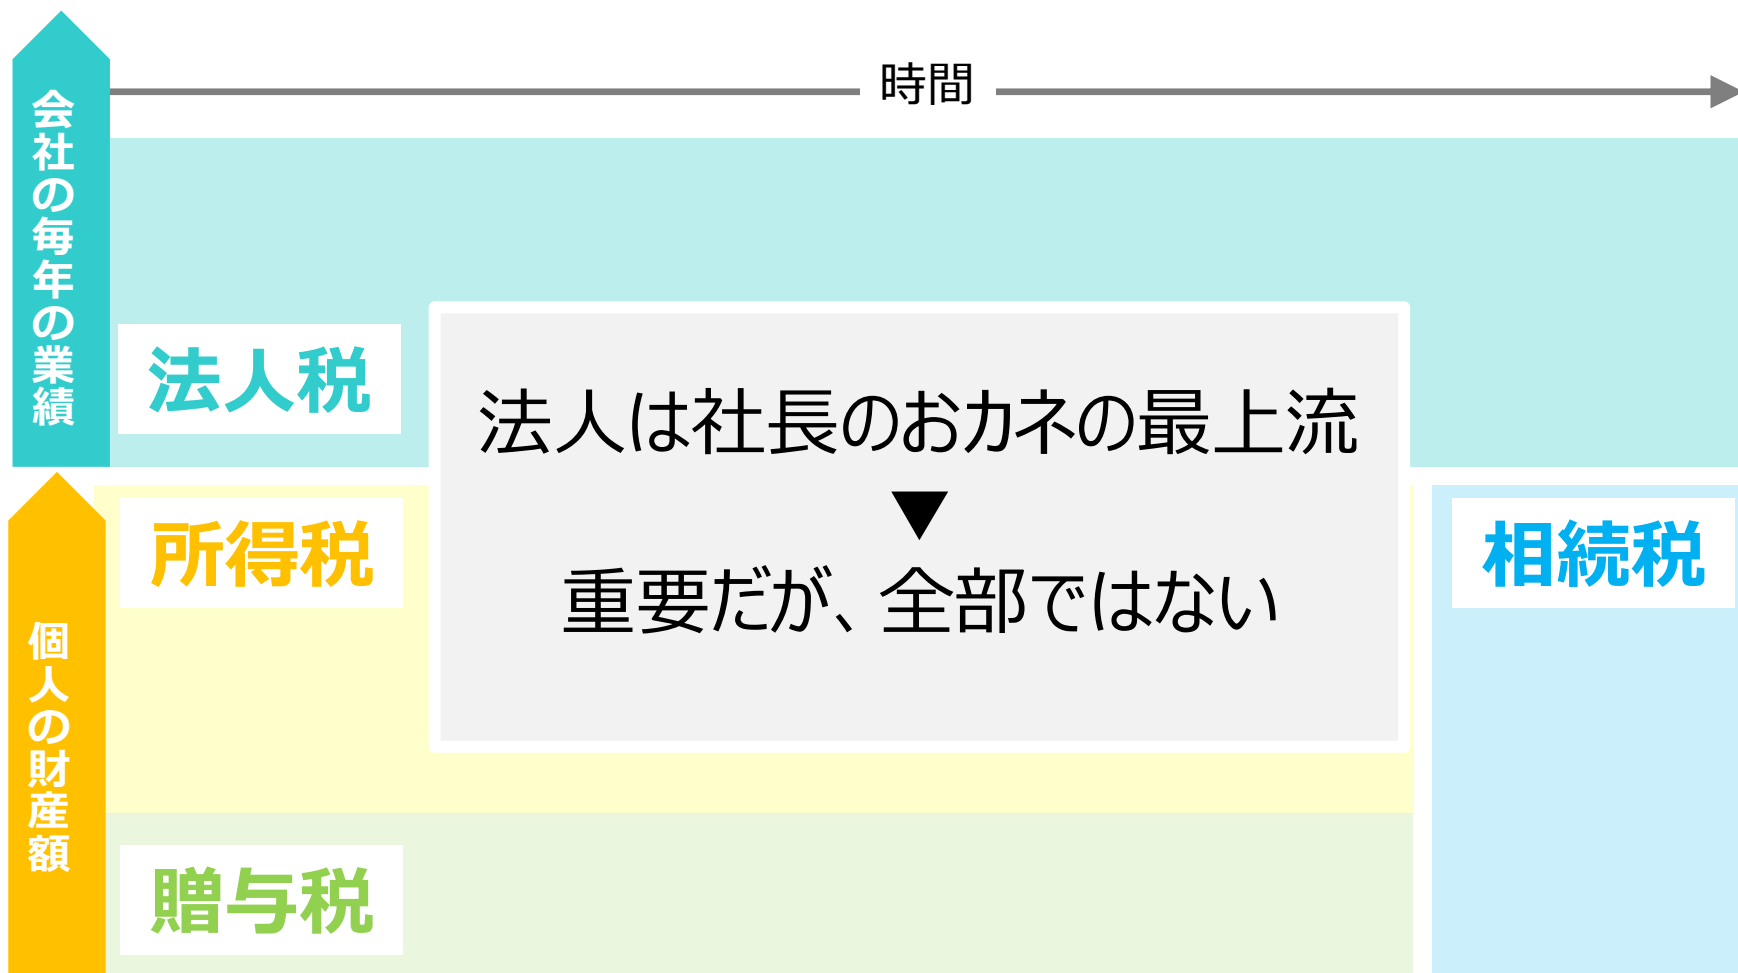 時間
会社の毎年の業績
法人税
法人は社長のおカネの最上流
▼
重要だが、全部ではない
所得税
相続税
個人の財産額
贈与税